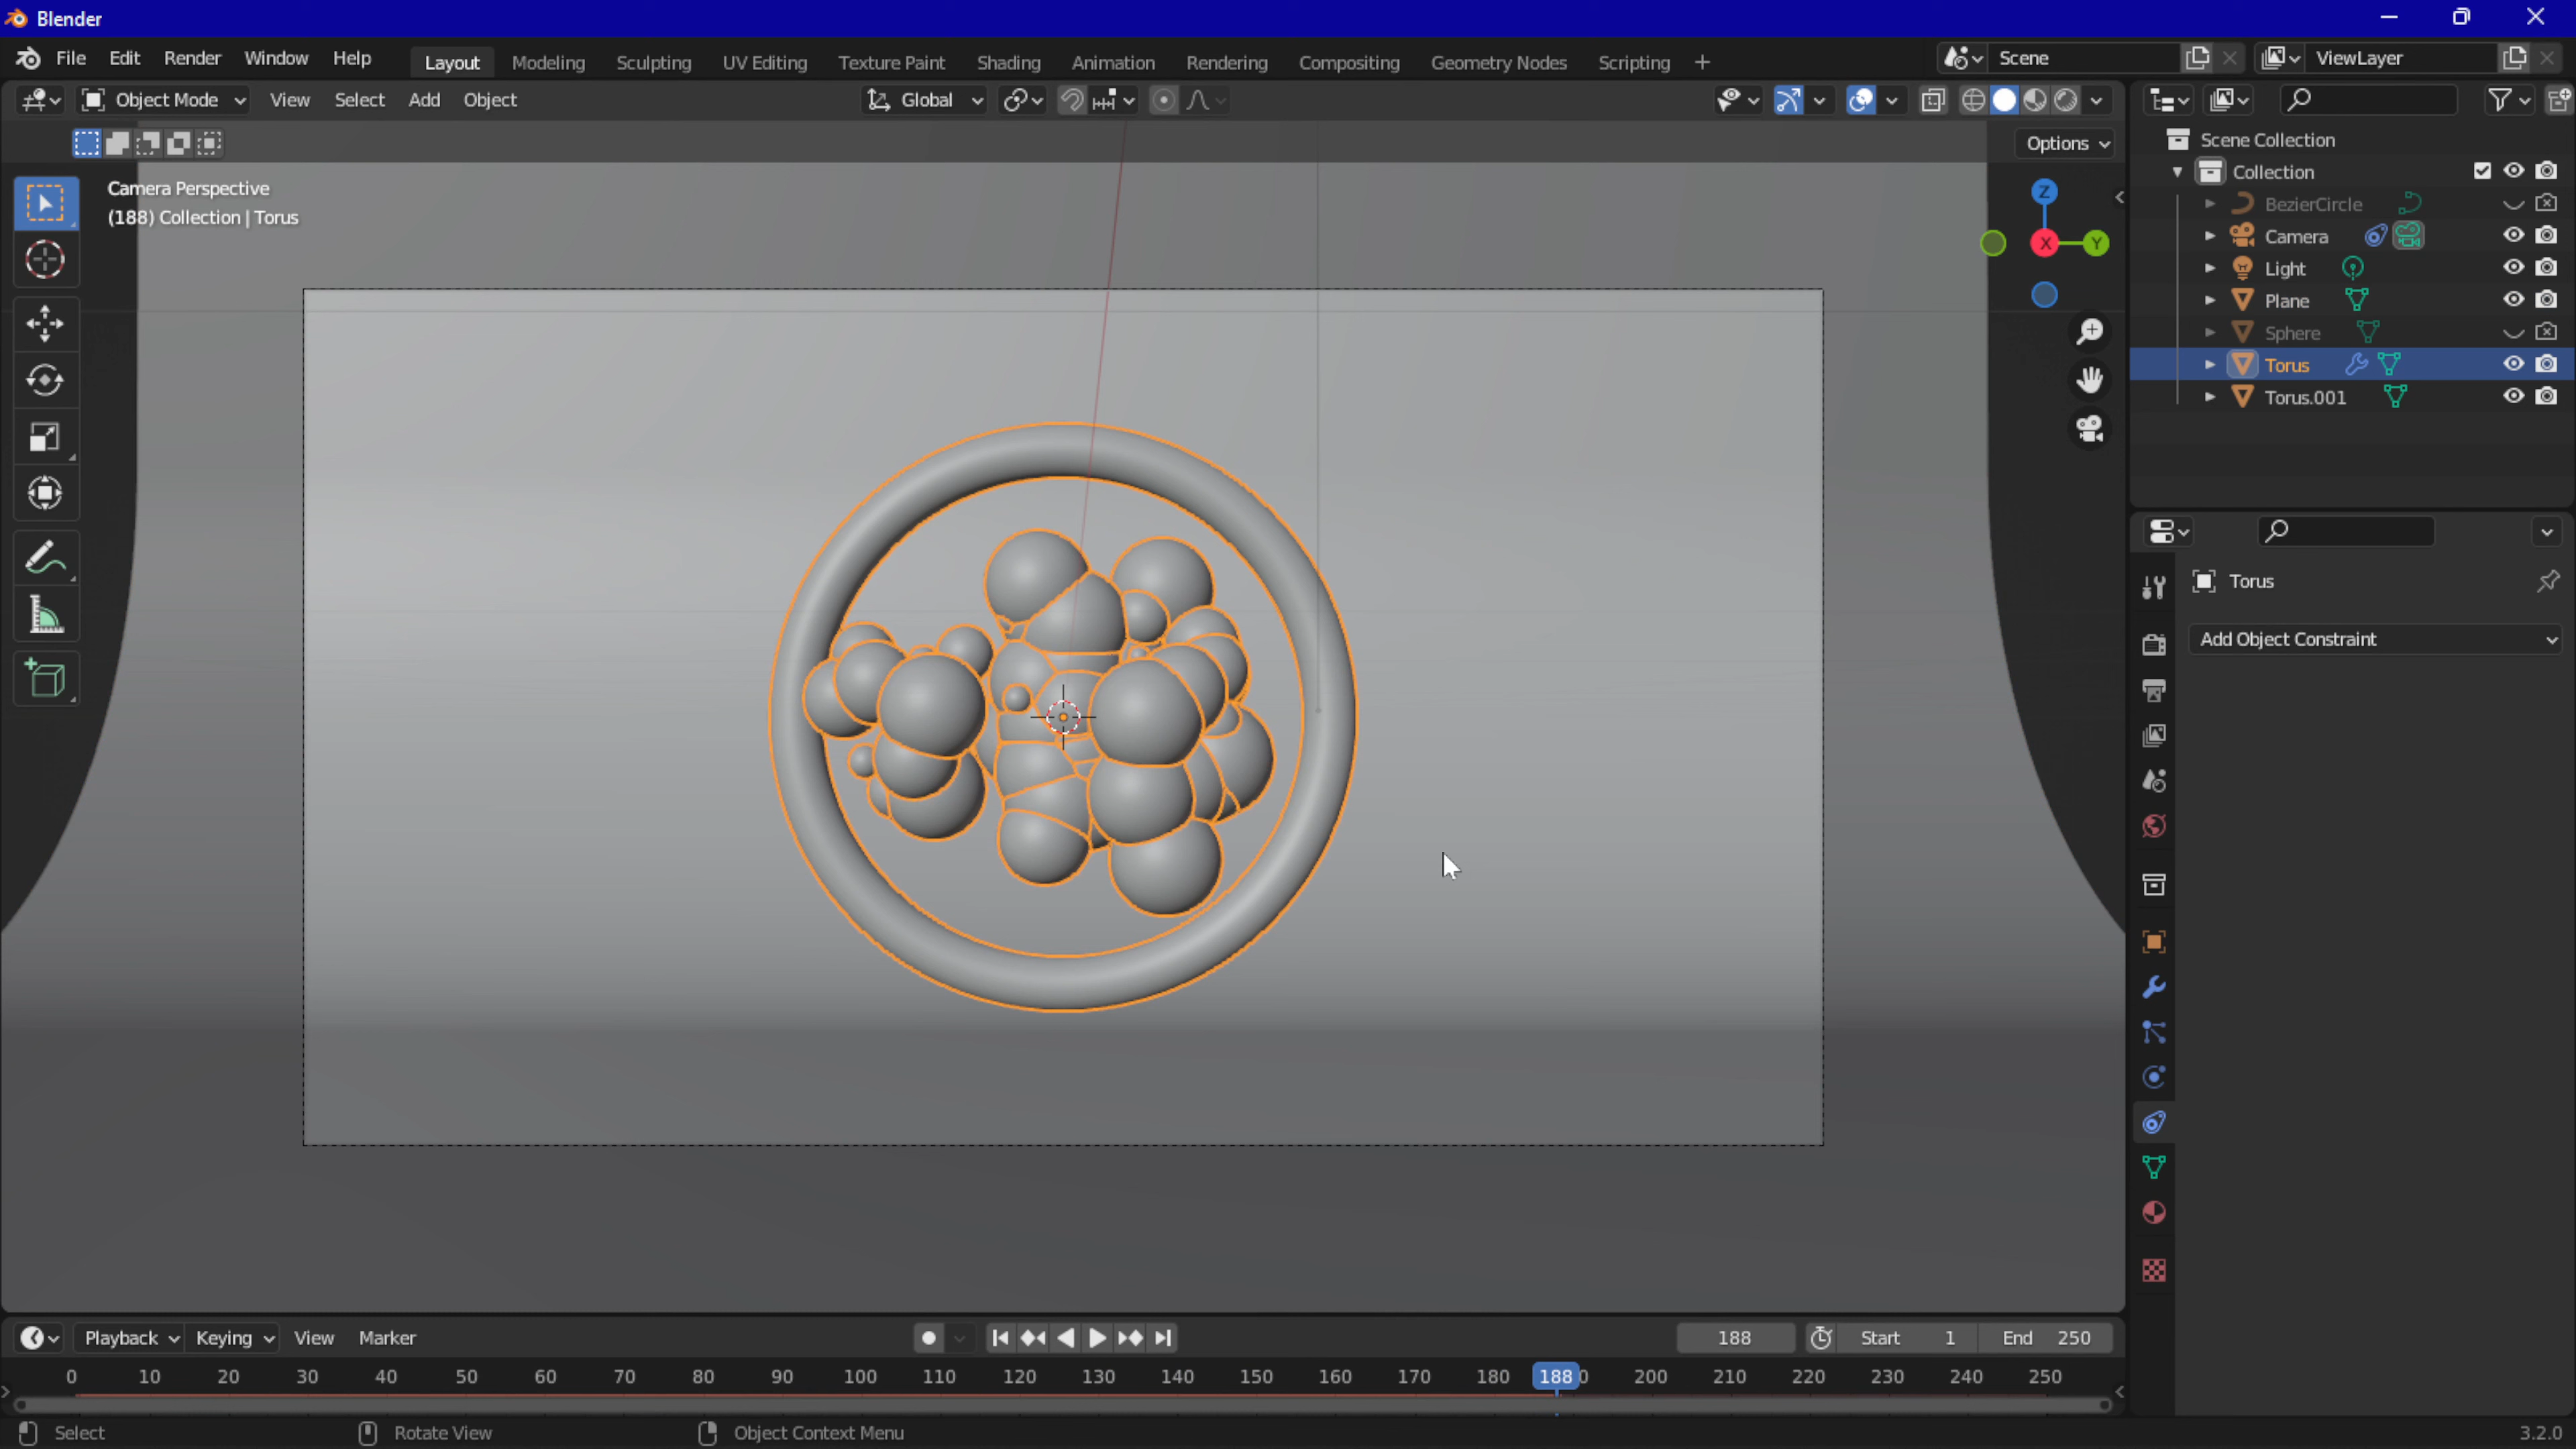 Blender
File Edit Render Window Help Layout Modeling Sculpting UV Editing Texture Paint Shading Animation Rendering Compositing Geometry Nodes Scripting + Scene ViewLayer
Object Mode View Select Add Object Global
Options
Camera Perspective
(188) Collection | Torus
Z
X
Y
Scene Collection
Collection
BezierCircle
Camera
Light
Plane
Sphere
Torus
Torus.001
Torus
Add Object Constraint
Playback Keying View Marker 188 Start 1 End 250
0 10 20 30 40 50 60 70 80 90 100 110 120 130 140 150 160 170 180 188 0 200 210 220 230 240 250
Select Rotate View Object Context Menu 3.2.0